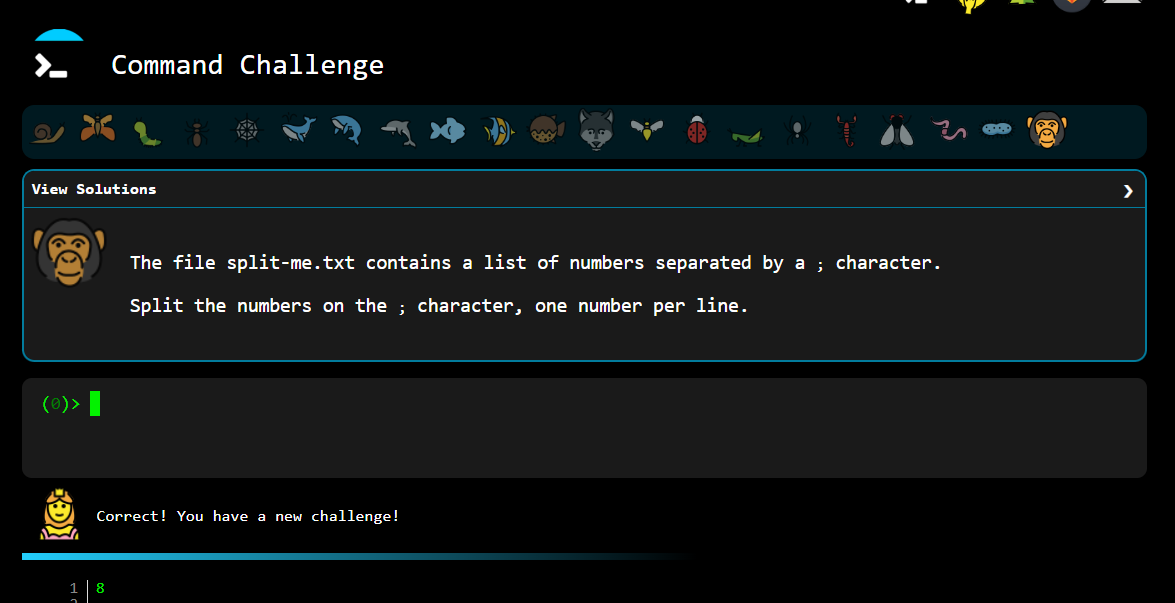 Command Challenge
View Solutions
The file split-me.txt contains a list of numbers separated by a ; character.
Split the numbers on the ; character, one number per line.
(0)>
Correct! You have a new challenge!
1 8